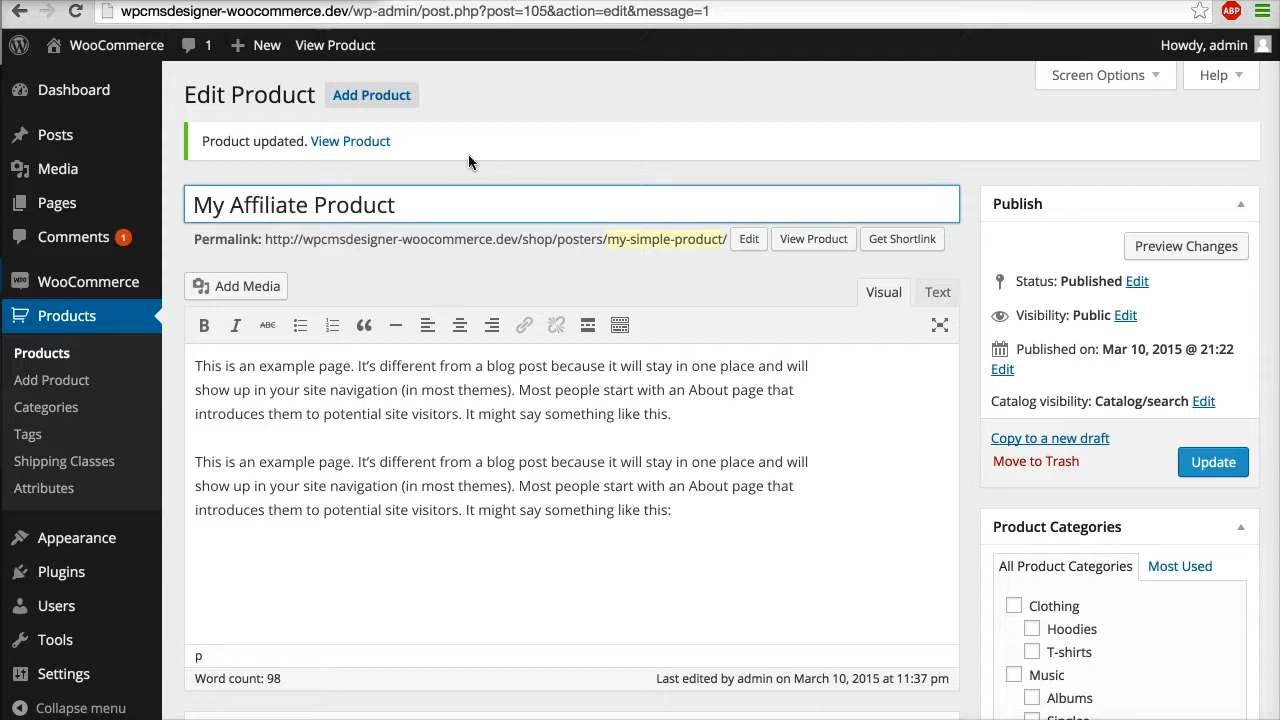 wpcmsdesigner-woocommerce.dev/wp-admin/post.php?post=105&action=edit&message=1
ABP
WooCommerce 1 New View Product Howdy, admin
Screen Options Help
Dashboard
Posts
Media
Pages
Comments 1
WOO WooCommerce
Products
Products
Add Product
Categories
Tags
Shipping Classes
Attributes
Appearance
Plugins
Users
Tools
Settings
Collapse menu
Edit Product Add Product
Product updated. View Product
My Affiliate Product
Permalink: http://wpcmsdesigner-woocommerce.dev/shop/posters/my-simple-product/ Edit View Product Get Shortlink
Add Media
Visual Text
B I ABC
This is an example page. It's different from a blog post because it will stay in one place and will
show up in your site navigation (in most themes). Most people start with an About page that
introduces them to potential site visitors. It might say something like this.
This is an example page. It's different from a blog post because it will stay in one place and will
show up in your site navigation (in most themes). Most people start with an About page that
introduces them to potential site visitors. It might say something like this:
p
Word count: 98 Last edited by admin on March 10, 2015 at 11:37 pm
Publish
Preview Changes
Status: Published Edit
Visibility: Public Edit
Published on: Mar 10, 2015 @ 21:22
Edit
Catalog visibility: Catalog/search Edit
Copy to a new draft
Move to Trash Update
Product Categories
All Product Categories Most Used
Clothing
Hoodies
T-shirts
Music
Albums
Singles